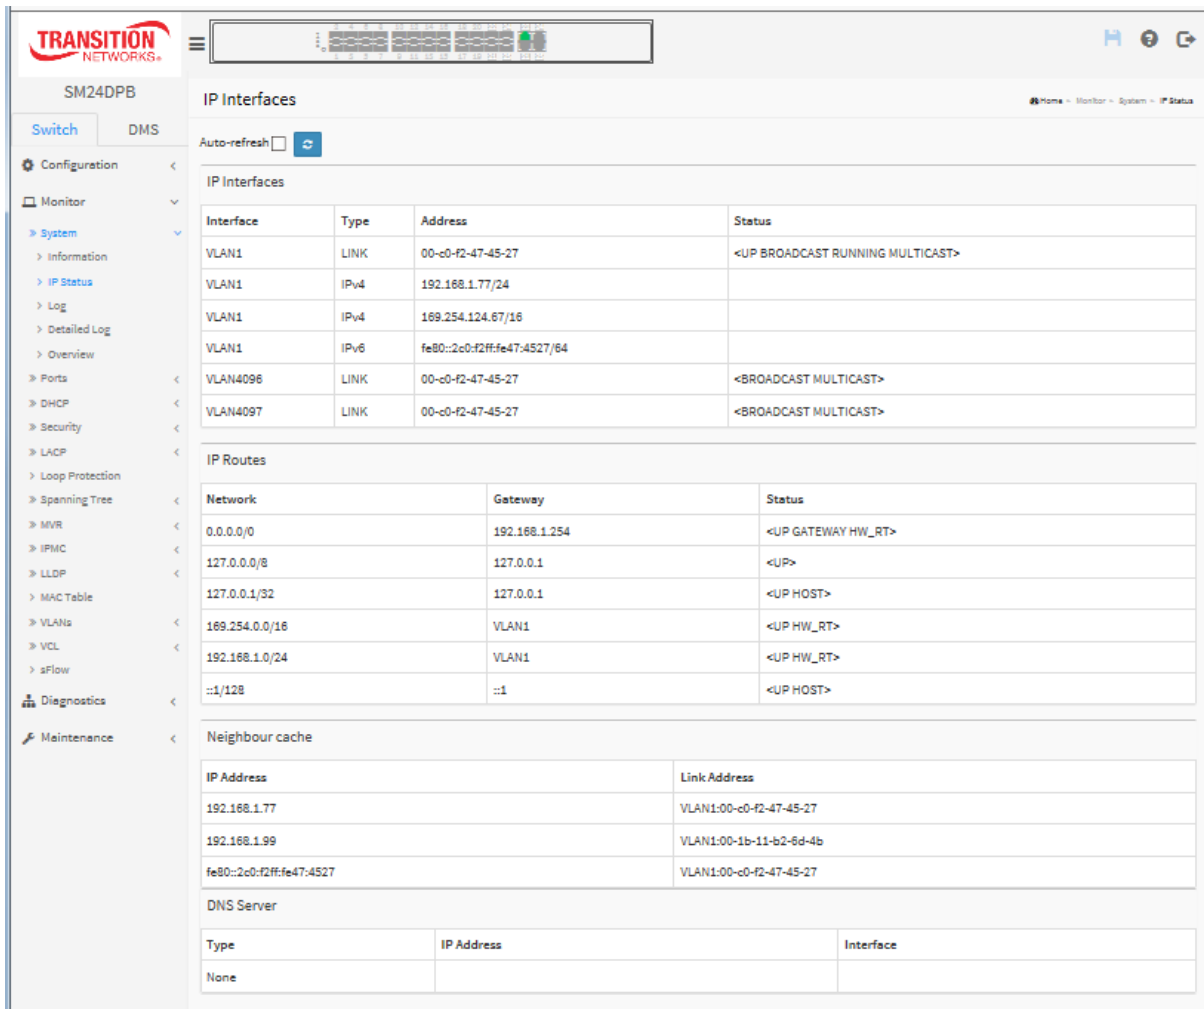 TRANSITION
NETWORKS®
SM24DPB
Switch DMS
Configuration
Monitor
System
Information
IP Status
Log
Detailed Log
Overview
Ports
DHCP
Security
LACP
Loop Protection
Spanning Tree
MVR
IPMC
LLDP
MAC Table
VLANs
VCL
sFlow
Diagnostics
Maintenance
IP Interfaces
Home > Monitor > System > IP Status
Auto-refresh
IP Interfaces
Interface Type Address Status
VLAN1 LINK 00-c0-f2-47-45-27 <UP BROADCAST RUNNING MULTICAST>
VLAN1 IPv4 192.168.1.77/24
VLAN1 IPv4 169.254.124.67/16
VLAN1 IPv6 fe80::2c0:f2ff:fe47:4527/64
VLAN4096 LINK 00-c0-f2-47-45-27 <BROADCAST MULTICAST>
VLAN4097 LINK 00-c0-f2-47-45-27 <BROADCAST MULTICAST>
IP Routes
Network Gateway Status
0.0.0.0/0 192.168.1.254 <UP GATEWAY HW_RT>
127.0.0.0/8 127.0.0.1 <UP>
127.0.0.1/32 127.0.0.1 <UP HOST>
169.254.0.0/16 VLAN1 <UP HW_RT>
192.168.1.0/24 VLAN1 <UP HW_RT>
::1/128 ::1 <UP HOST>
Neighbour cache
IP Address Link Address
192.168.1.77 VLAN1:00-c0-f2-47-45-27
192.168.1.99 VLAN1:00-1b-11-b2-6d-4b
fe80::2c0:f2ff:fe47:4527 VLAN1:00-c0-f2-47-45-27
DNS Server
Type IP Address Interface
None